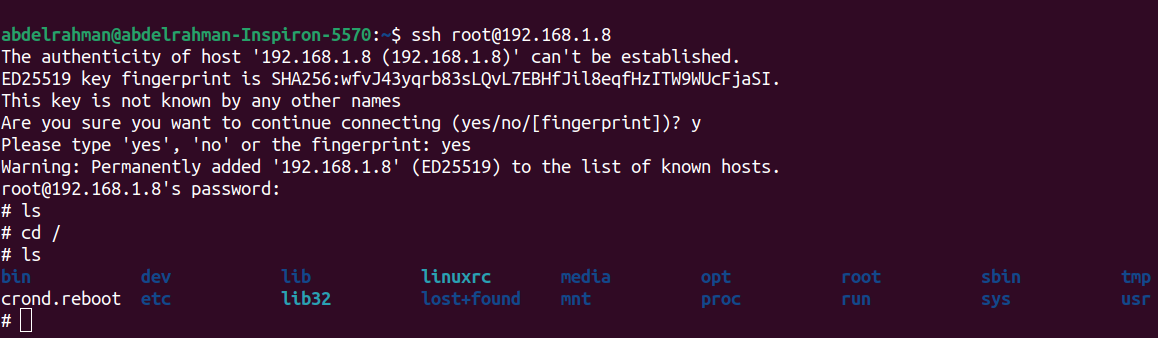 abdelrahman@abdelrahman-Inspiron-5570:~$ ssh root@192.168.1.8
The authenticity of host '192.168.1.8 (192.168.1.8)' can't be established.
ED25519 key fingerprint is SHA256:wfvJ43yqrb83sLQvL7EBHfJil8eqfHzITW9WUcFjaSI.
This key is not known by any other names
Are you sure you want to continue connecting (yes/no/[fingerprint])? y
Please type 'yes', 'no' or the fingerprint: yes
Warning: Permanently added '192.168.1.8' (ED25519) to the list of known hosts.
root@192.168.1.8's password:
# ls
# cd /
# ls
bin dev lib linuxrc media opt root sbin tmp
crond.reboot etc lib32 lost+found mnt proc run sys usr
#